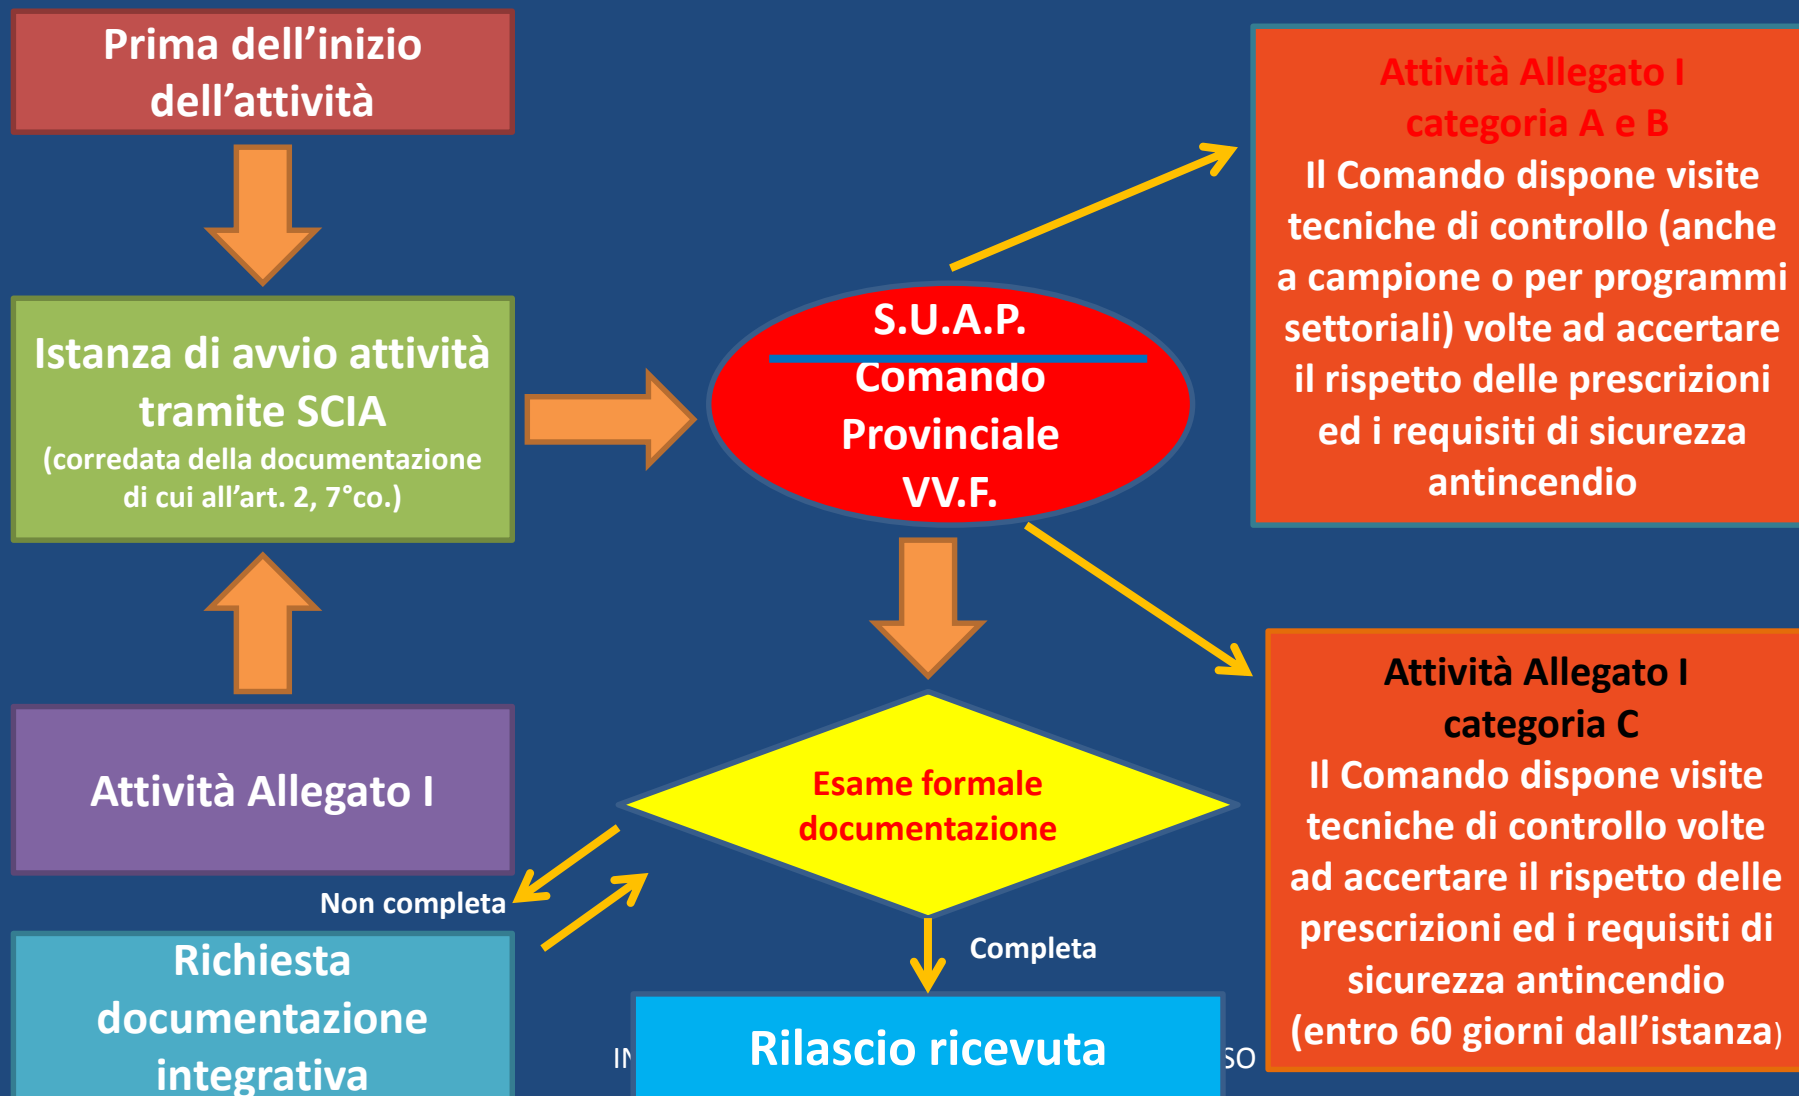 Prima dell’inizio
dell’attività
Istanza di avvio attività
tramite SCIA
(corredata della documentazione
di cui all’art. 2, 7°co.)
Attività Allegato I
Non completa
Richiesta
documentazione
integrativa
S.U.A.P.
Comando
Provinciale
VV.F.
Esame formale
documentazione
Completa
Rilascio ricevuta
Attività Allegato I
categoria A e B
Il Comando dispone visite
tecniche di controllo (anche
a campione o per programmi
settoriali) volte ad accertare
il rispetto delle prescrizioni
ed i requisiti di sicurezza
antincendio
Attività Allegato I
categoria C
Il Comando dispone visite
tecniche di controllo volte
ad accertare il rispetto delle
prescrizioni ed i requisiti di
sicurezza antincendio
(entro 60 giorni dall’istanza)